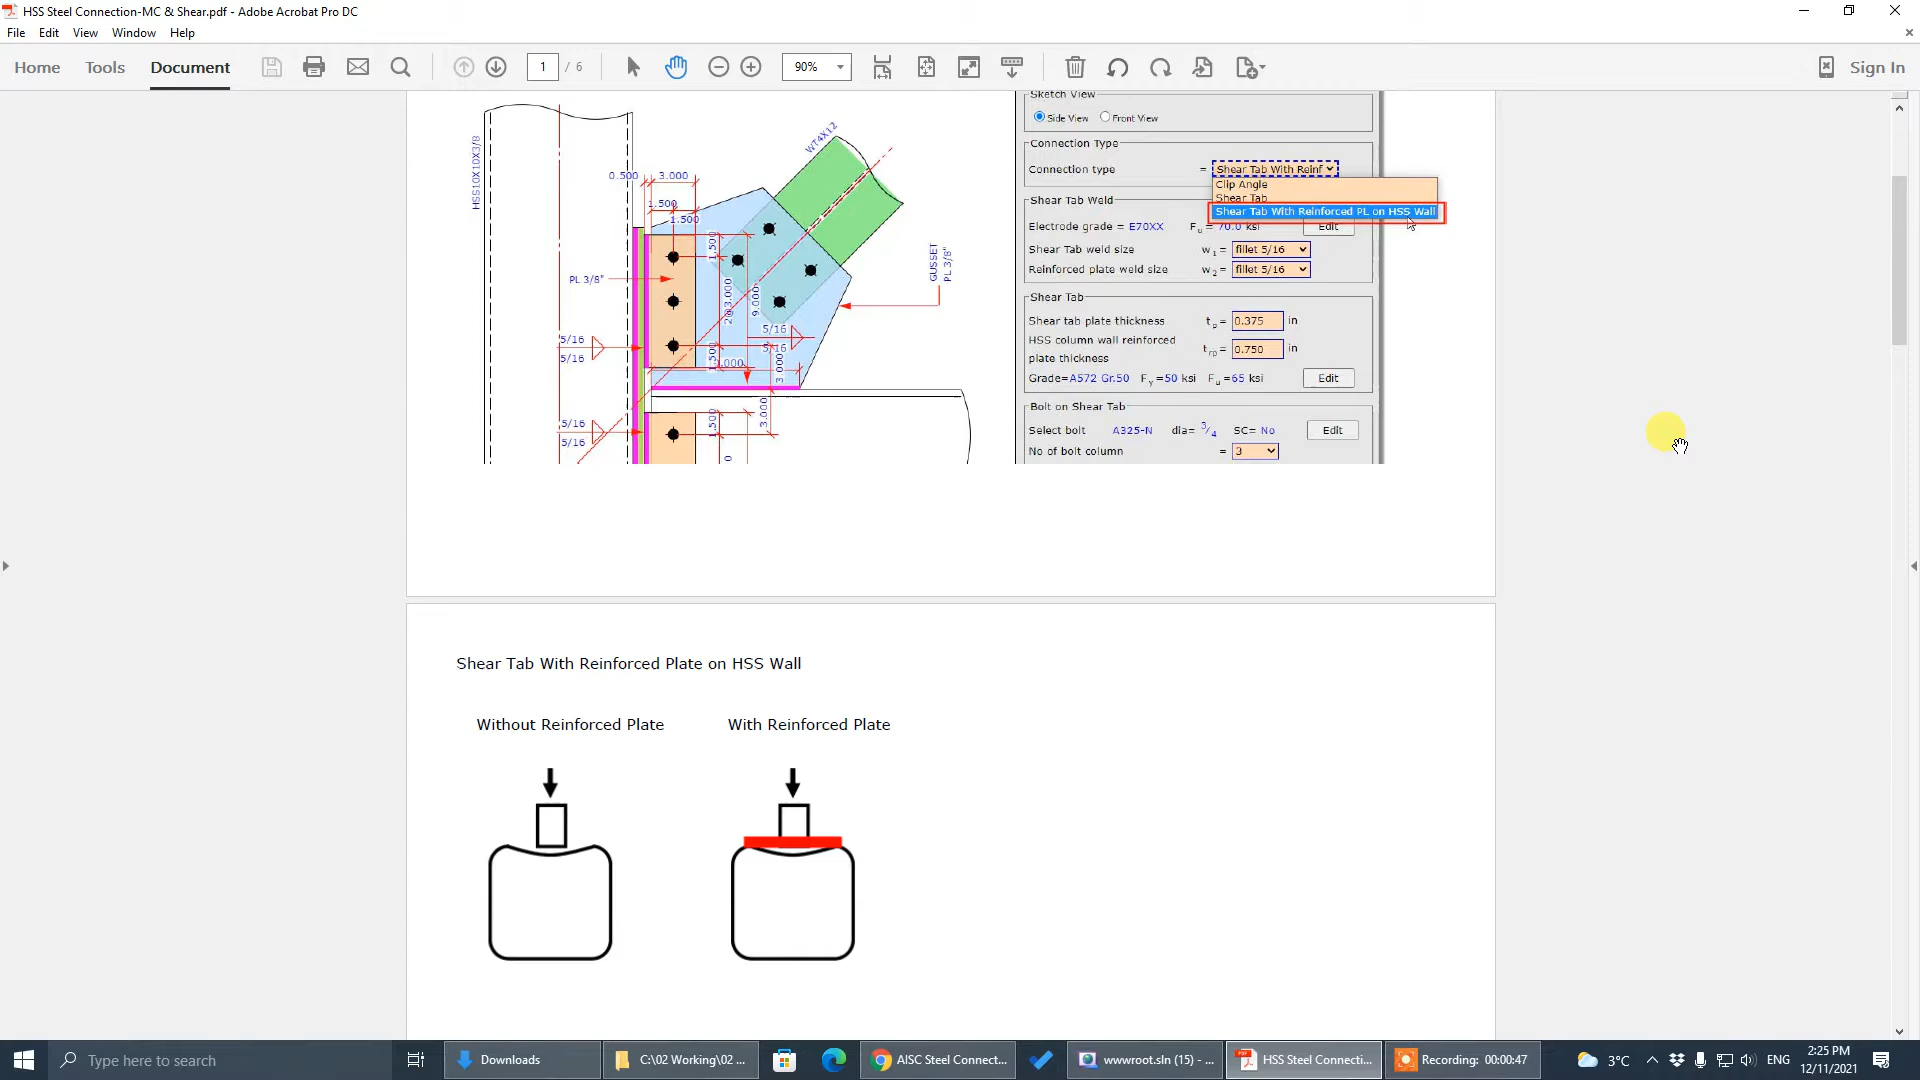 HSS Steel Connection-MC & Shear.pdf - Adobe Acrobat Pro DC
File Edit View Window Help
Home Tools Document 1 / 6 90% Sign In
Sketch View
Side View Front View
Connection Type
Connection type = Shear Tab With Reinf
Clip Angle
Shear Tab
Shear Tab With Reinforced PL on HSS Wall
Shear Tab Weld
Electrode grade = E70XX Fu = 70.0 ksi Edit
Shear Tab weld size w1 = fillet 5/16
Reinforced plate weld size w2 = fillet 5/16
Shear Tab
Shear tab plate thickness tp = 0.375 in
HSS column wall reinforced
plate thickness trp = 0.750 in
Grade=A572 Gr.50 Fy =50 ksi Fu =65 ksi Edit
Bolt on Shear Tab
Select bolt A325-N dia= 3/4 SC= No Edit
No of bolt column = 3
HSS10X10X3/8
WT4X12
0.500 3.000
1.500
1.500
1.500
PL 3/8"
2@3.000
9.000
GUSSET
PL 3/8"
5/16
5/16
5/16
5/16
1.500
3.000
5/16
5/16
1.500
3.000
Shear Tab With Reinforced Plate on HSS Wall
Without Reinforced Plate With Reinforced Plate
Type here to search
Downloads
C:\02 Working\02 ...
AISC Steel Connect...
wwwroot.sln (15) - ...
HSS Steel Connecti...
Recording: 00:00:47
3°C
ENG
2:25 PM
12/11/2021